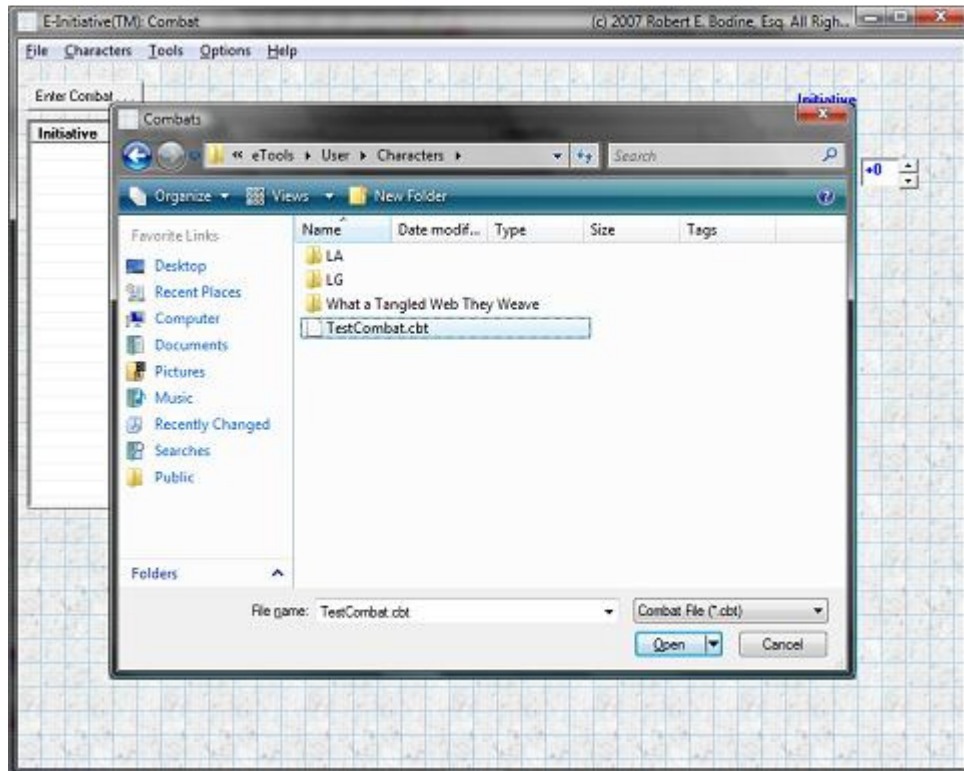 E-Initiative(TM): Combat (c) 2007 Robert E. Bodine, Esq. All Righ...
File Characters Tools Options Help
Enter Combat ...
Initiative
Initiative
+0
Combats
« eTools User Characters Search
Organize Views New Folder
Favorite Links
Desktop
Recent Places
Computer
Documents
Pictures
Music
Recently Changed
Searches
Public
Folders
Name Date modif... Type Size Tags
LA
LG
What a Tangled Web They Weave
TestCombat.cbt
File name: TestCombat.cbt Combat File (*.cbt)
Open Cancel